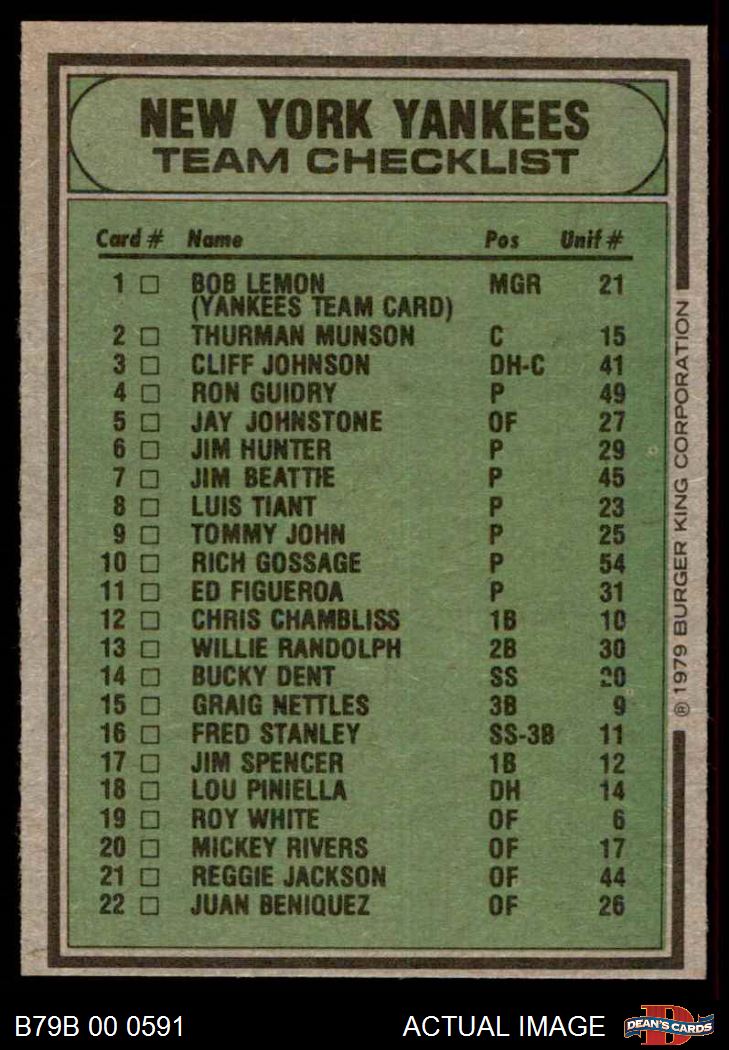 NEW YORK YANKEES
TEAM CHECKLIST
Card # Name Pos Unif #
1 □ BOB LEMON MGR 21
(YANKEES TEAM CARD)
2 □ THURMAN MUNSON C 15
3 □ CLIFF JOHNSON DH-C 41
4 □ RON GUIDRY P 49
5 □ JAY JOHNSTONE OF 27
6 □ JIM HUNTER P 29
7 □ JIM BEATTIE P 45
8 □ LUIS TIANT P 23
9 □ TOMMY JOHN P 25
10 □ RICH GOSSAGE P 54
11 □ ED FIGUEROA P 31
12 □ CHRIS CHAMBLISS 1B 10
13 □ WILLIE RANDOLPH 2B 30
14 □ BUCKY DENT SS 20
15 □ GRAIG NETTLES 3B 9
16 □ FRED STANLEY SS-3B 11
17 □ JIM SPENCER 1B 12
18 □ LOU PINIELLA DH 14
19 □ ROY WHITE OF 6
20 □ MICKEY RIVERS OF 17
21 □ REGGIE JACKSON OF 44
22 □ JUAN BENIQUEZ OF 26
® 1979 BURGER KING CORPORATION
B79B 00 0591 ACTUAL IMAGE
D
DEAN'S CARDS